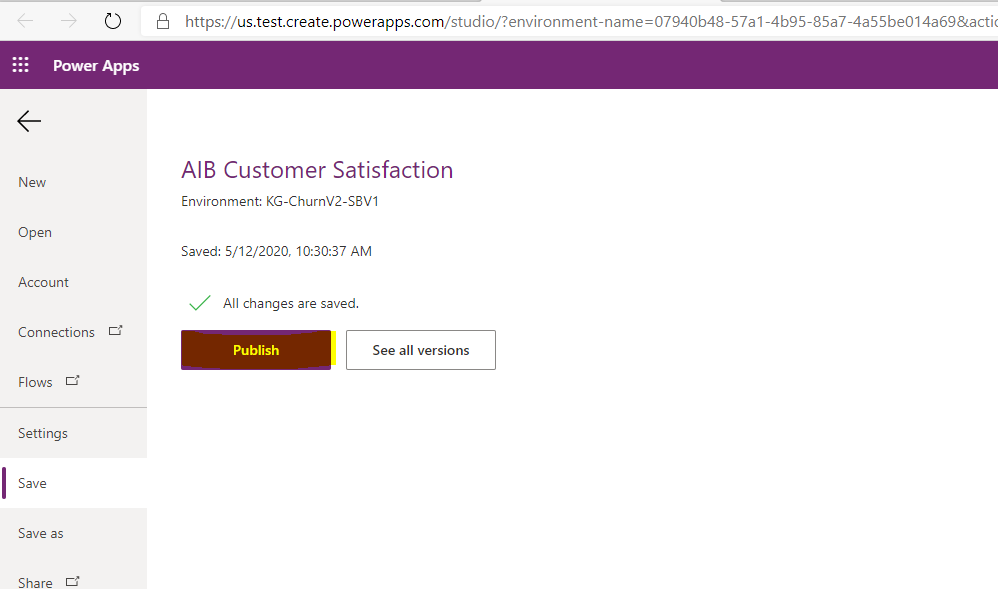 https://us.test.create.powerapps.com/studio/?environment-name=07940b48-57a1-4b95-85a7-4a55be014a69&actio
Power Apps
New
Open
Account
Connections
Flows
Settings
Save
Save as
Share
AIB Customer Satisfaction
Environment: KG-ChurnV2-SBV1
Saved: 5/12/2020, 10:30:37 AM
All changes are saved.
Publish
See all versions